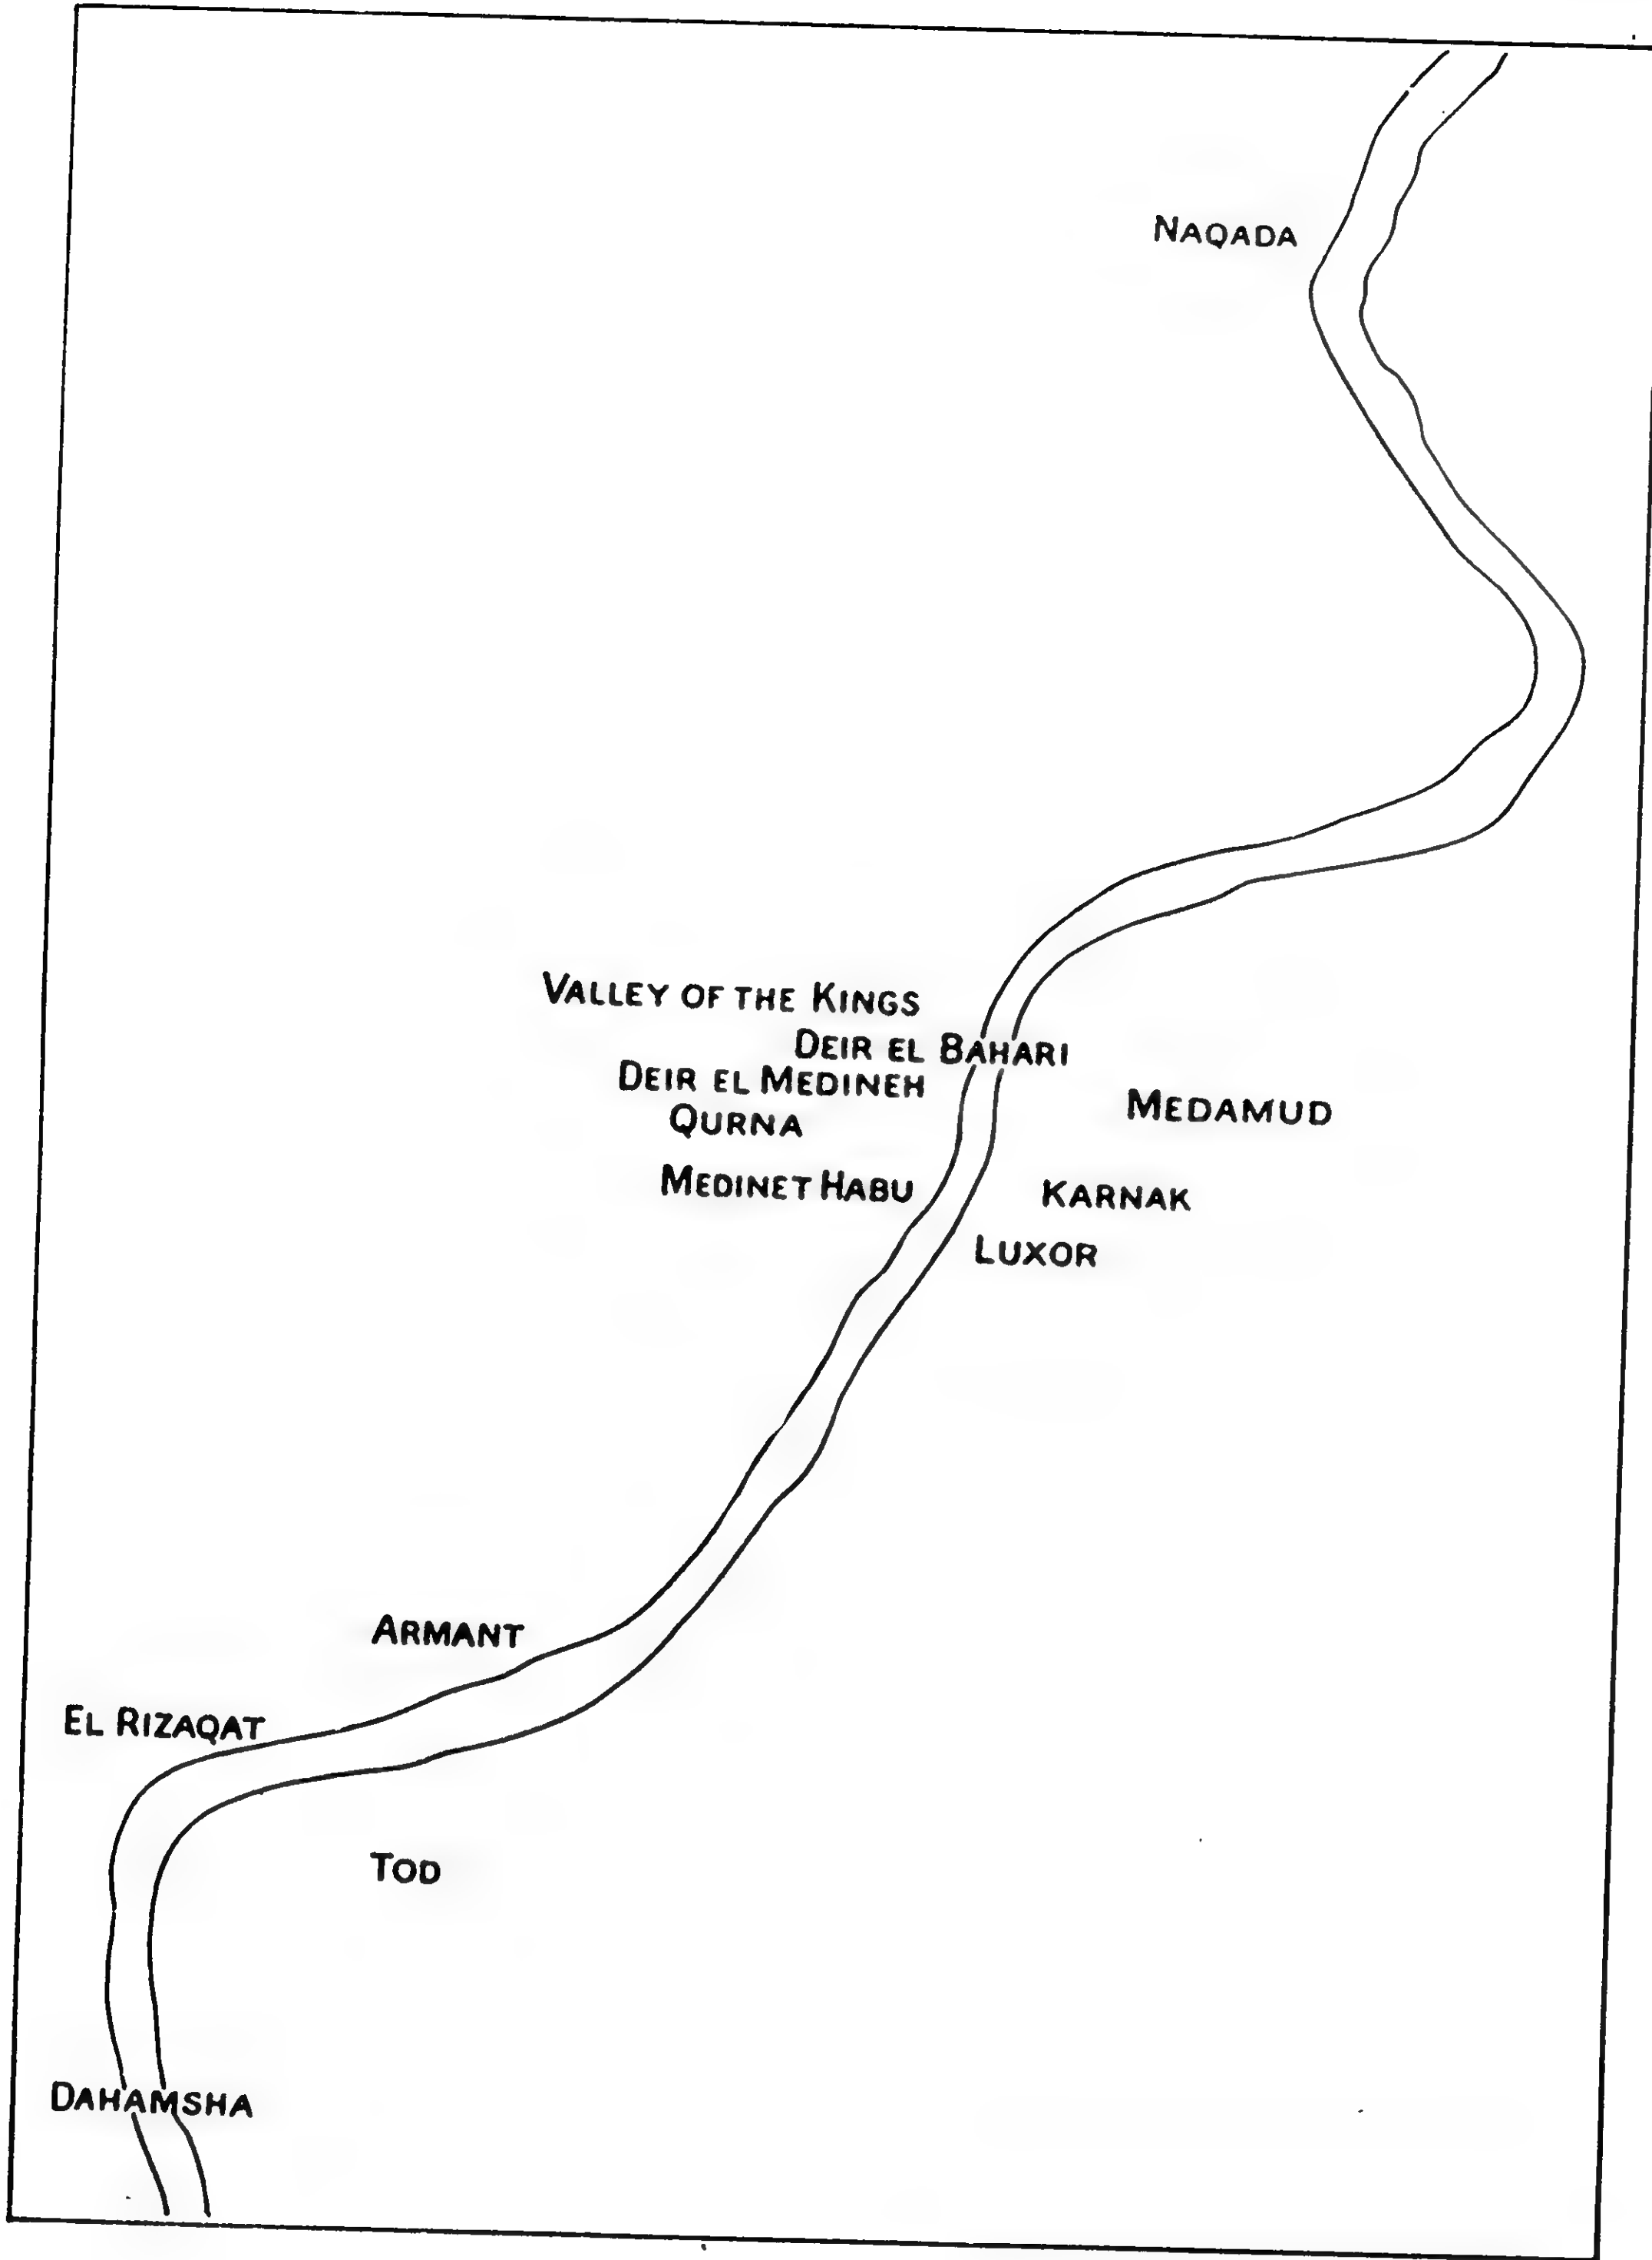 NAQADA
VALLEY OF THE KINGS
DEIR EL BAHARI
DEIR EL MEDINEH
MEDAMUD
QURNA
MEDINET HABU
KARNAK
LUXOR
ARMANT
EL RIZAQAT
TOD
DAHAMSHA